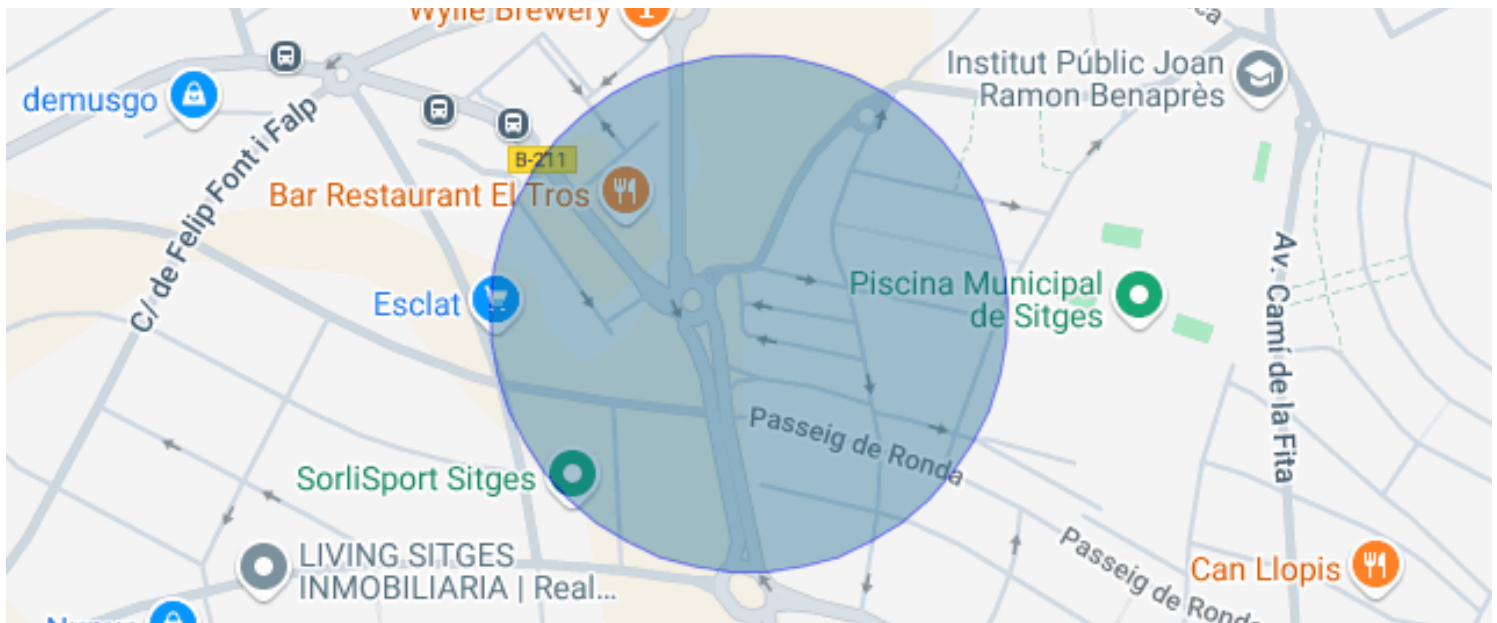 Wylie Brewery
demusgo
Institut Públic Joan
Ramon Benaprès
C/ de Felip Font i Falp
B-211
Bar Restaurant El Tros
Esclat
Piscina Municipal
de Sitges
Av. Camí de la Fita
Passeig de Ronda
SorliSport Sitges
LIVING SITGES
INMOBILIARIA | Real...
Passeig de Ronda
Can Llopis